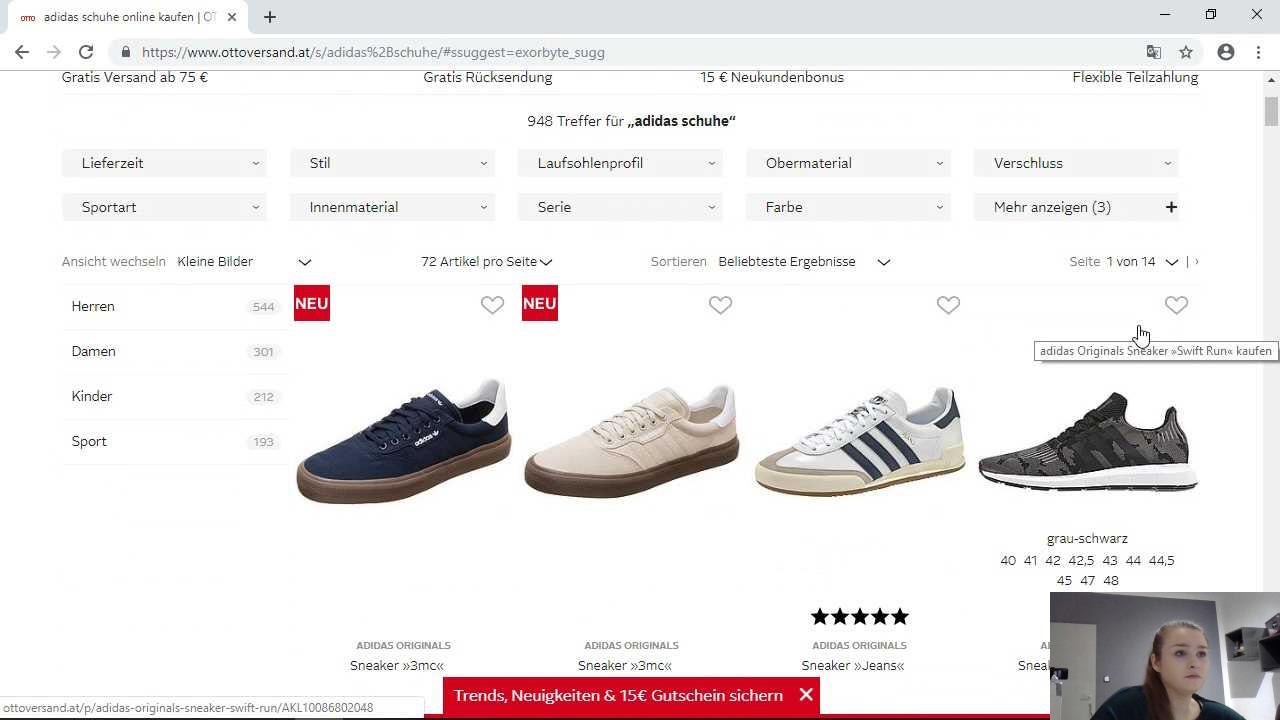 OTTO adidas schuhe online kaufen | OT
https://www.ottoversand.at/s/adidas%2Bschuhe/#ssuggest=exorbyte_sugg
Gratis Versand ab 75 € Gratis Rücksendung 15 € Neukundenbonus Flexible Teilzahlung
948 Treffer für „adidas schuhe“
Lieferzeit Stil Laufsohlenprofil Obermaterial Verschluss
Sportart Innenmaterial Serie Farbe Mehr anzeigen (3)
Ansicht wechseln Kleine Bilder 72 Artikel pro Seite Sortieren Beliebteste Ergebnisse Seite 1 von 14
Herren 544
NEU NEU
Damen 301
adidas Originals Sneaker »Swift Run« kaufen
Kinder 212
Sport 193
adidas
adidas
grau-schwarz
40 41 42 42,5 43 44 44,5
45 47 48
ADIDAS ORIGINALS ADIDAS ORIGINALS ADIDAS ORIGINALS
Sneaker »3mc« Sneaker »3mc« Sneaker »Jeans«
Trends, Neuigkeiten & 15€ Gutschein sichern
ottoversand.at/p/adidas-originals-sneaker-swift-run/AKL10086802048